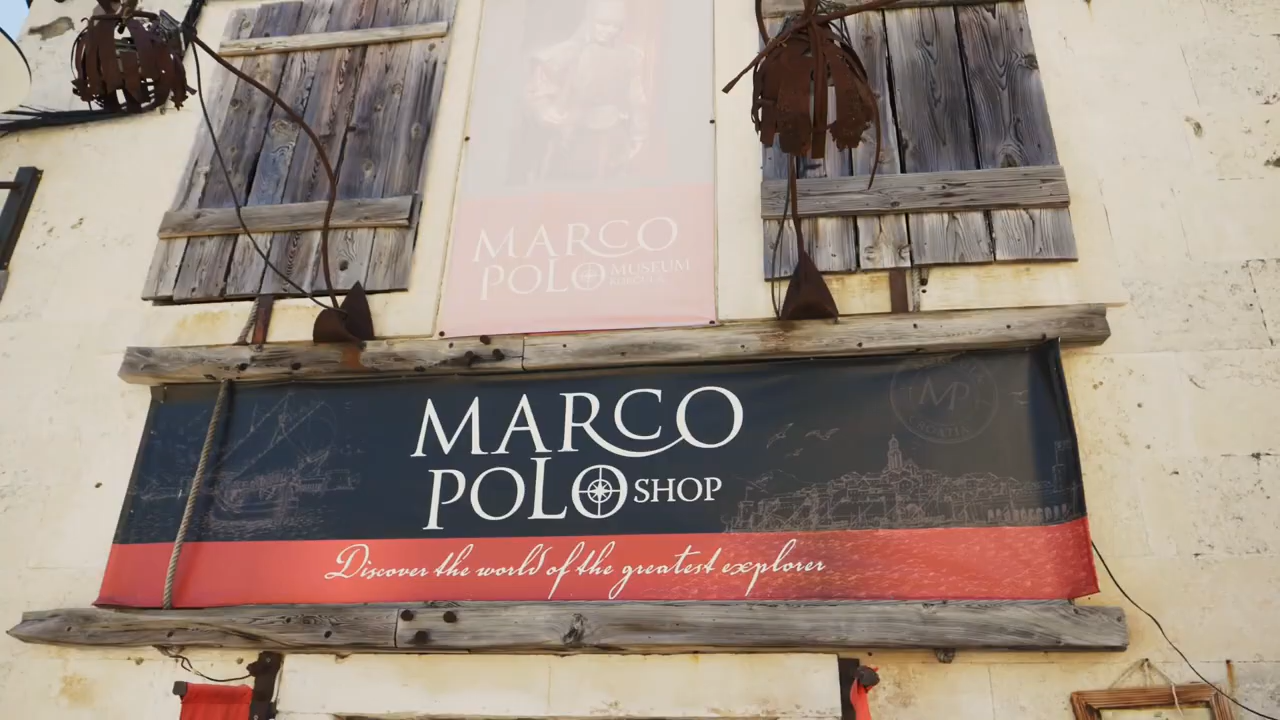 MARCO
POLO MUSEUM
MARCO
POLO SHOP
Discover the world of the greatest explorer